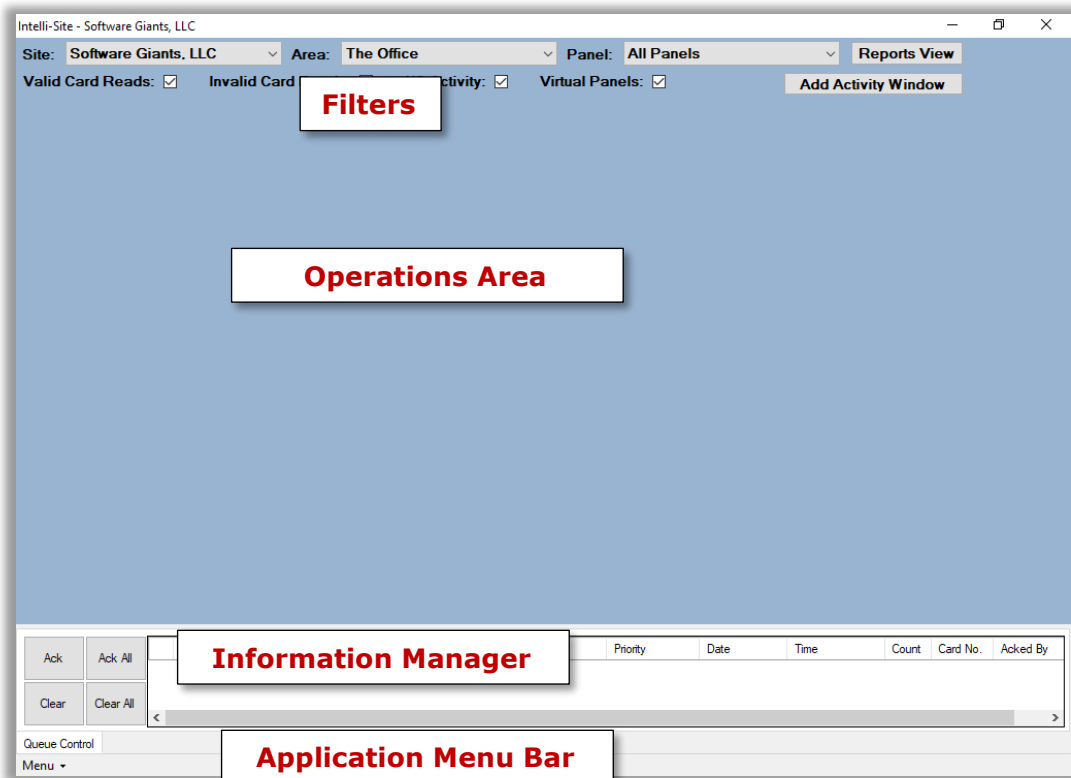 Intelli-Site - Software Giants, LLC
Site: Software Giants, LLC Area: The Office Panel: All Panels Reports View
Valid Card Reads: Invalid Card Virtual Panels: Add Activity Window
Filters
Operations Area
Ack Ack All Priority Date Time Count Card No. Acked By
Information Manager
Clear Clear All
Queue Control
Application Menu Bar
Menu